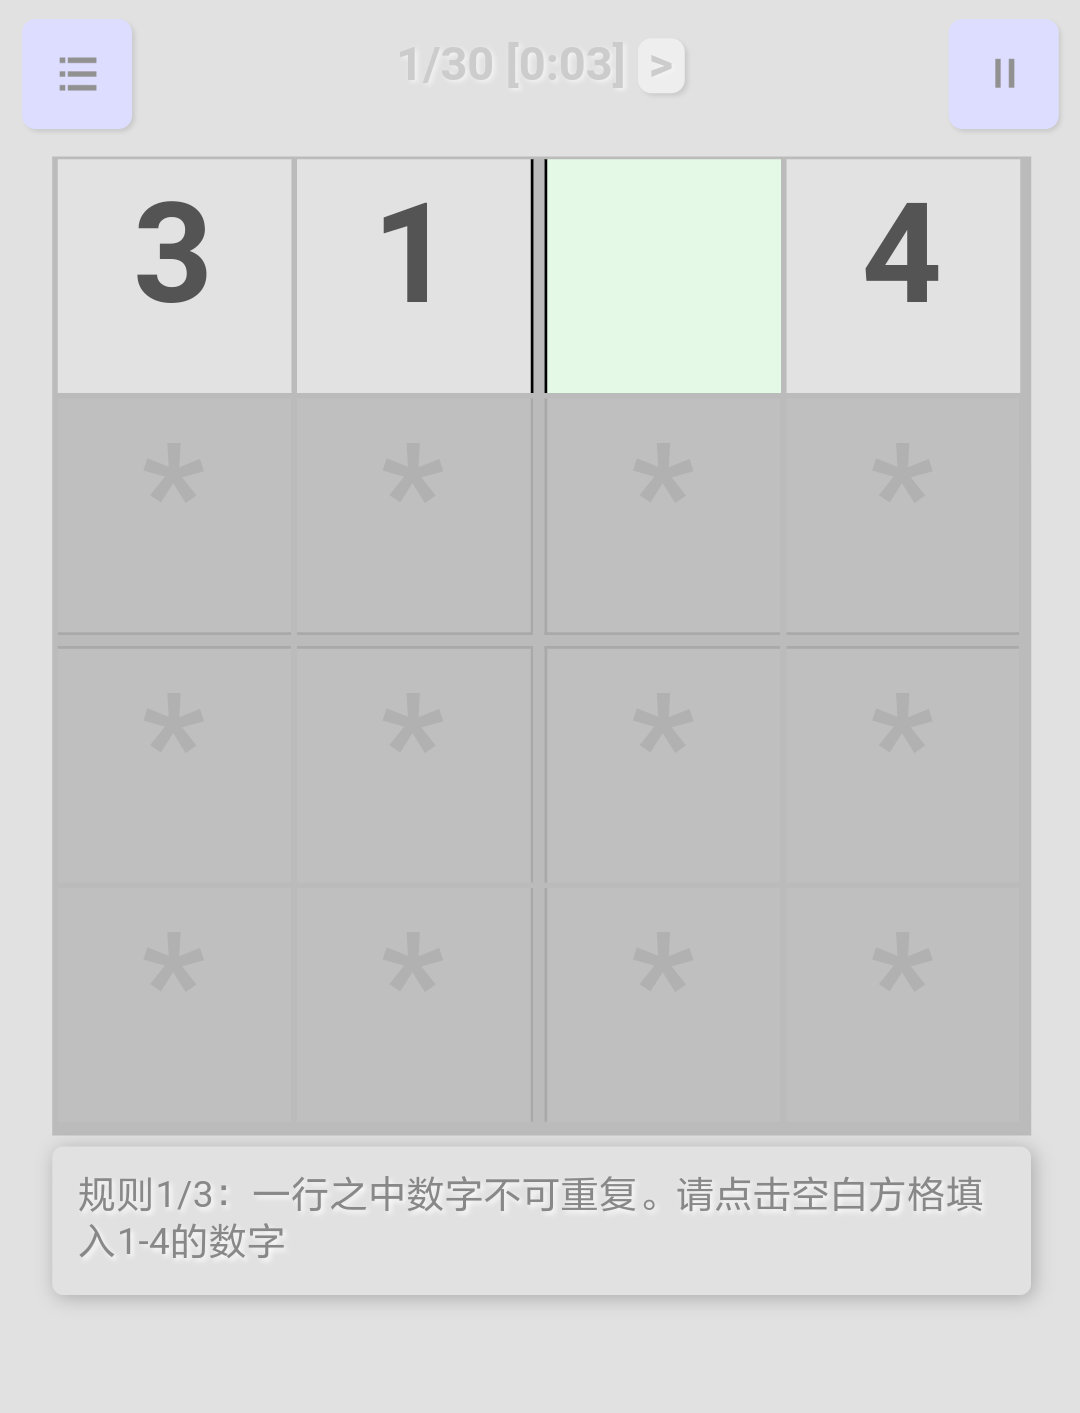 1/30 [0:03] >
3 1 4
* * * *
* * * *
* * * *
规则1/3：一行之中数字不可重复。请点击空白方格填
入1-4的数字